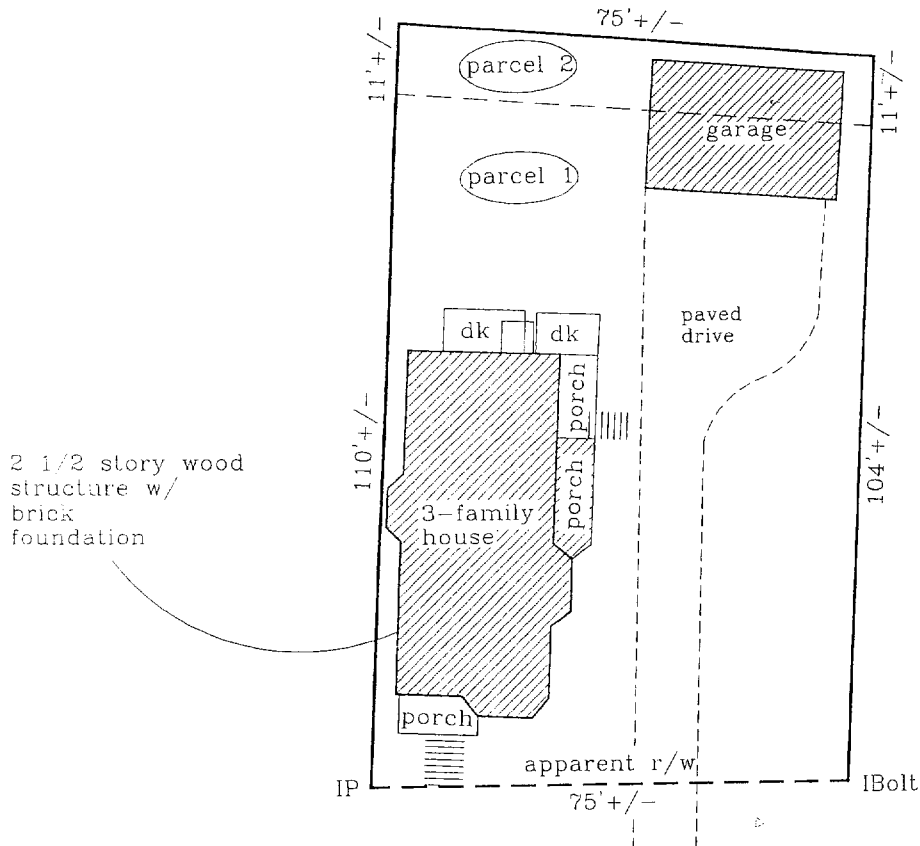 75'+/-
11'+/-
parcel 2
11'+/-
garage
parcel 1
dk
dk
paved
drive
porch
110'+/-
104'+/-
2 1/2 story wood
structure w/
brick
foundation
porch
3-family
house
porch
apparent r/w
IP
75'+/-
IBolt